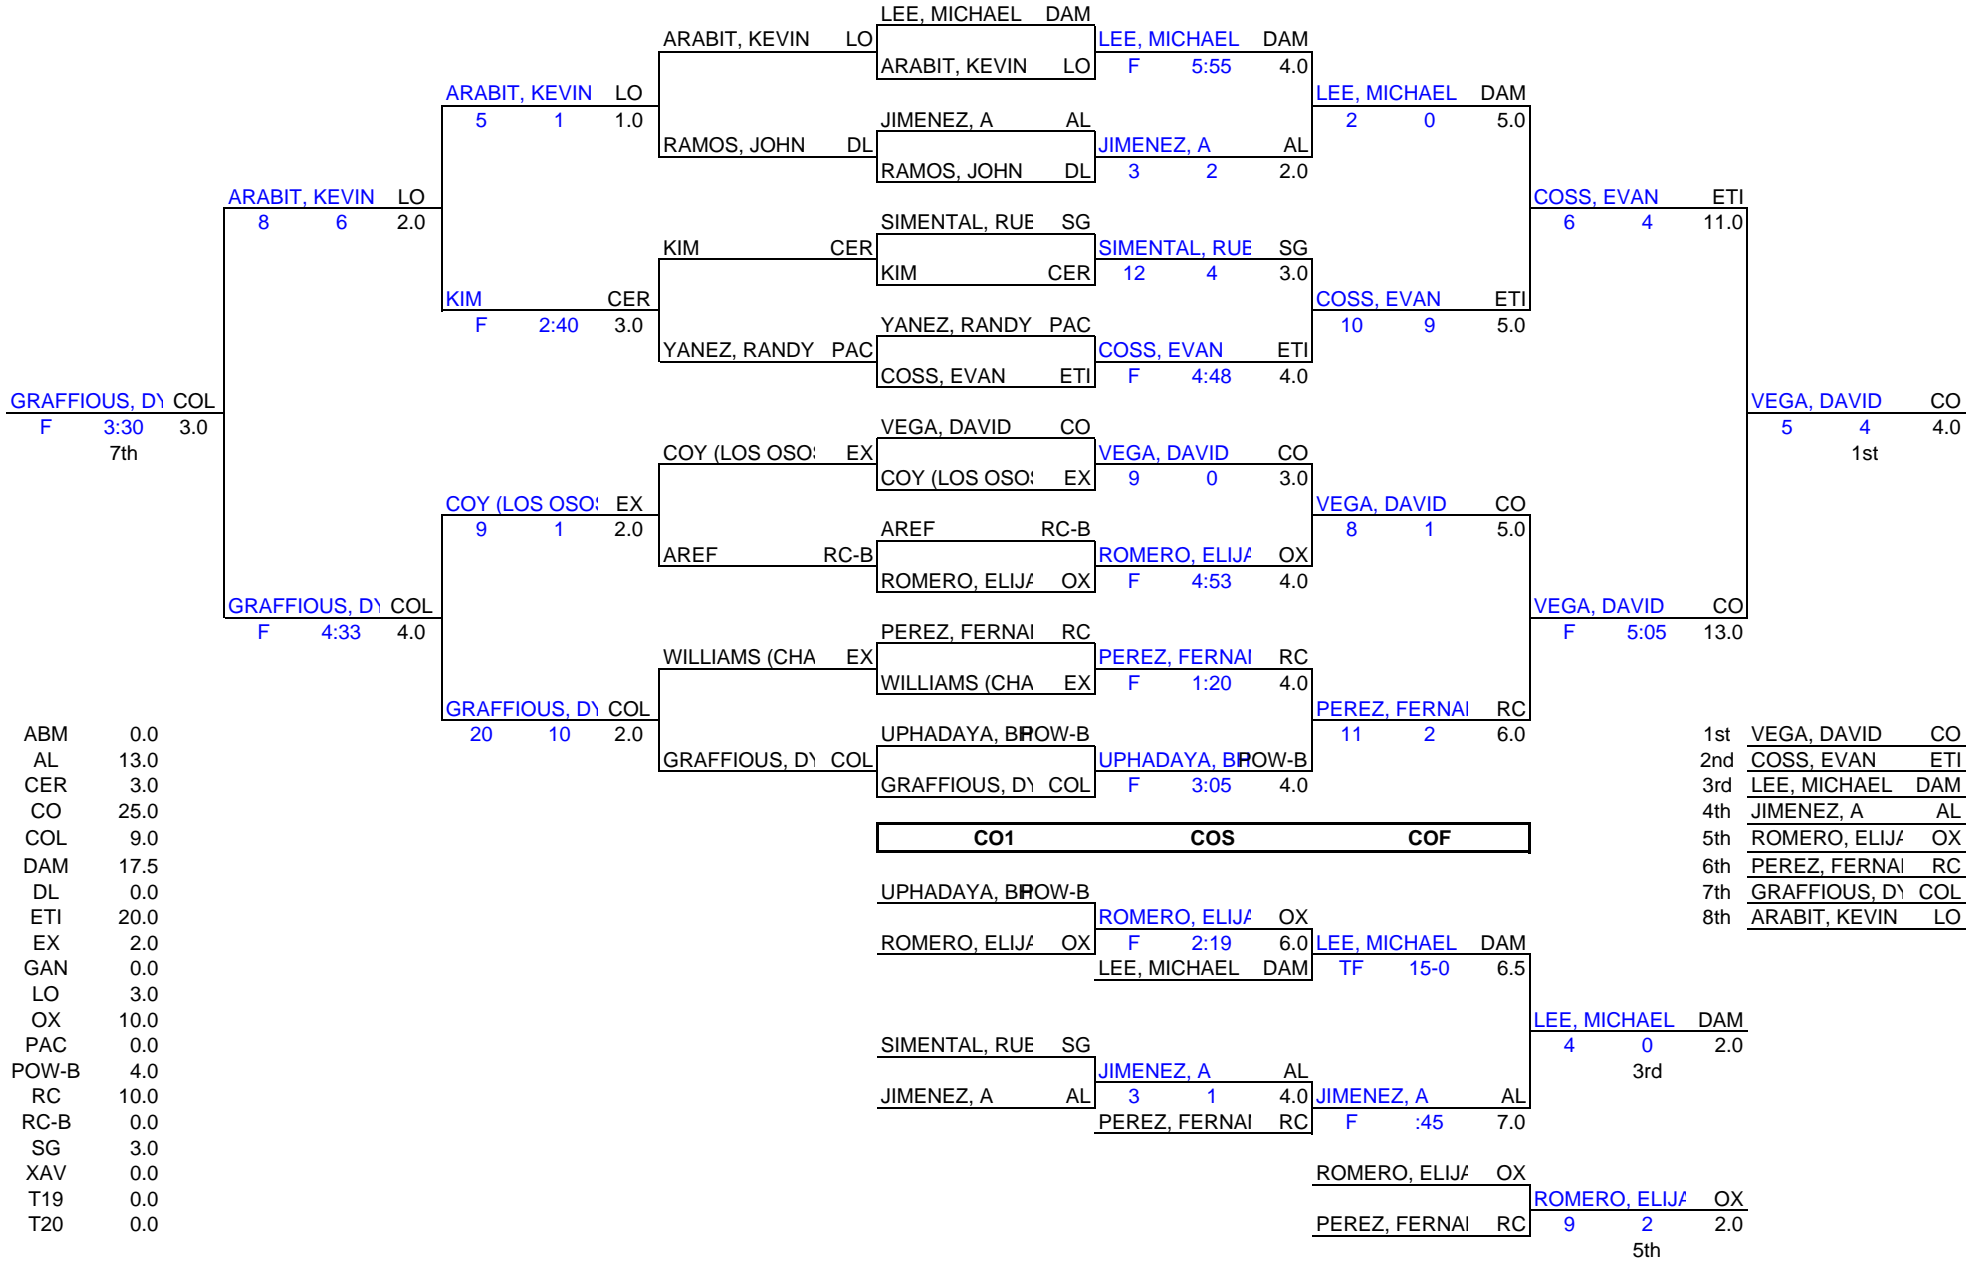 LEE, MICHAEL DAM
ARABIT, KEVIN LO
LEE, MICHAEL DAM
ARABIT, KEVIN LO
F 5:55 4.0
ARABIT, KEVIN LO
LEE, MICHAEL DAM
5 1 1.0
JIMENEZ, A AL
2 0 5.0
RAMOS, JOHN DL
JIMENEZ, A AL
RAMOS, JOHN DL
3 2 2.0
ARABIT, KEVIN LO
COSS, EVAN ETI
8 6 2.0
SIMENTAL, RUE SG
6 4 11.0
KIM CER
SIMENTAL, RUE SG
KIM CER
12 4 3.0
KIM CER
COSS, EVAN ETI
F 2:40 3.0
YANEZ, RANDY PAC
10 9 5.0
YANEZ, RANDY PAC
COSS, EVAN ETI
COSS, EVAN ETI
F 4:48 4.0
GRAFFIOUS, DY COL
VEGA, DAVID CO
F 3:30 3.0
VEGA, DAVID CO
5 4 4.0
7th
COY (LOS OSOS EX
VEGA, DAVID CO
1st
COY (LOS OSOS EX
9 0 3.0
COY (LOS OSOS EX
VEGA, DAVID CO
9 1 2.0
AREF RC-B
8 1 5.0
AREF RC-B
ROMERO, ELIJA OX
ROMERO, ELIJA OX
F 4:53 4.0
GRAFFIOUS, DY COL
VEGA, DAVID CO
F 4:33 4.0
PEREZ, FERNAI RC
F 5:05 13.0
WILLIAMS (CHA EX
PEREZ, FERNAI RC
WILLIAMS (CHA EX
F 1:20 4.0
GRAFFIOUS, DY COL
PEREZ, FERNAI RC
ABM 0.0
20 10 2.0
UPHADAYA, BH POW-B
11 2 6.0
1st VEGA, DAVID CO
AL 13.0
GRAFFIOUS, DY COL
UPHADAYA, BH POW-B
2nd COSS, EVAN ETI
CER 3.0
GRAFFIOUS, DY COL
F 3:05 4.0
3rd LEE, MICHAEL DAM
CO 25.0
4th JIMENEZ, A AL
COL 9.0
CO1 COS COF
5th ROMERO, ELIJA OX
DAM 17.5
6th PEREZ, FERNAI RC
DL 0.0
UPHADAYA, BH POW-B
7th GRAFFIOUS, DY COL
ETI 20.0
ROMERO, ELIJA OX
8th ARABIT, KEVIN LO
EX 2.0
ROMERO, ELIJA OX
F 2:19 6.0
LEE, MICHAEL DAM
GAN 0.0
LEE, MICHAEL DAM
TF 15-0 6.5
LO 3.0
OX 10.0
LEE, MICHAEL DAM
PAC 0.0
SIMENTAL, RUE SG
4 0 2.0
POW-B 4.0
JIMENEZ, A AL
3rd
RC 10.0
JIMENEZ, A AL
3 1 4.0
JIMENEZ, A AL
RC-B 0.0
PEREZ, FERNAI RC
F :45 7.0
SG 3.0
XAV 0.0
ROMERO, ELIJA OX
T19 0.0
ROMERO, ELIJA OX
T20 0.0
PEREZ, FERNAI RC
9 2 2.0
5th